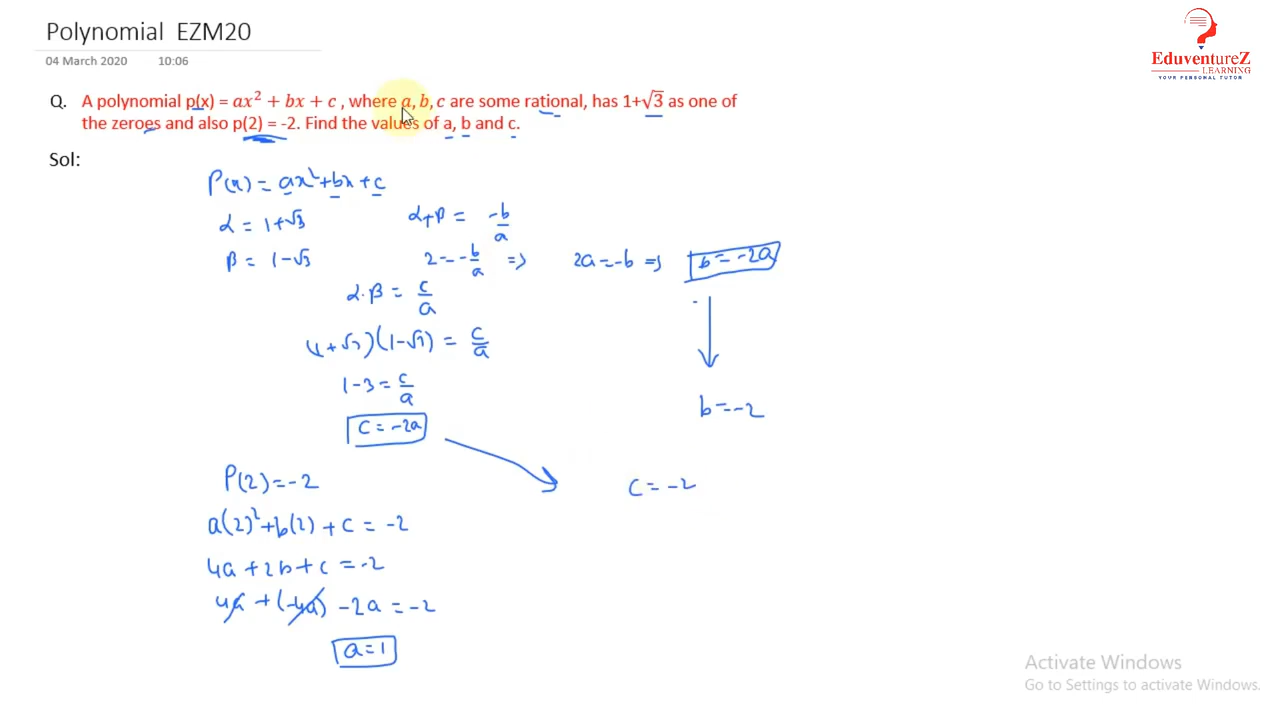 Polynomial EZM20
04 March 2020 10:06
EduventureZ
LEARNING
YOUR PERSONAL TUTOR
Q. A polynomial p(x) = ax² + bx + c , where a, b, c are some rational, has 1+√3 as one of
the zeroes and also p(2) = -2. Find the values of a, b and c.
Sol:
P(x) = ax²+bx+c
α = 1+√3 α+β = -b/a
β = 1-√3 2 = -b/a ⇒ 2a=-b ⇒ b=-2a
α.β = c/a
(1+√3)(1-√3) = c/a
1-3 = c/a
b=-2
C=-2a
P(2)=-2
C=-2
a(2)²+b(2)+c=-2
4a+2b+c=-2
4a+(-4a)-2a=-2
a=1
Activate Windows
Go to Settings to activate Windows.